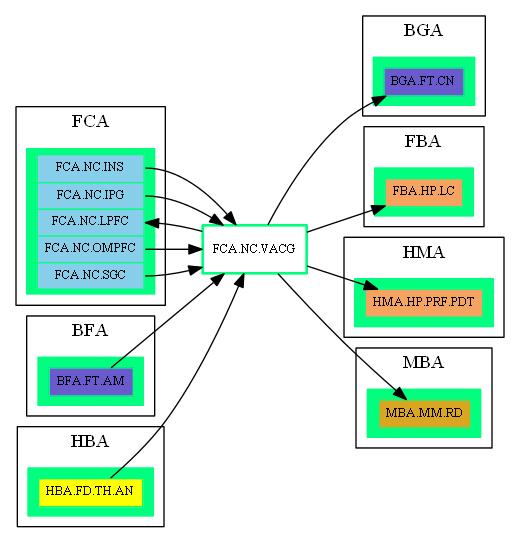 FCA
FCA.NC.INS
FCA.NC.IPG
FCA.NC.LPFC
FCA.NC.OMPFC
FCA.NC.SGC
BFA
BFA.FT.AM
HBA
HBA.FD.TH.AN
FCA.NC.VACG
BGA
BGA.FT.CN
FBA
FBA.HP.LC
HMA
HMA.HP.PRF.PDT
MBA
MBA.MM.RD